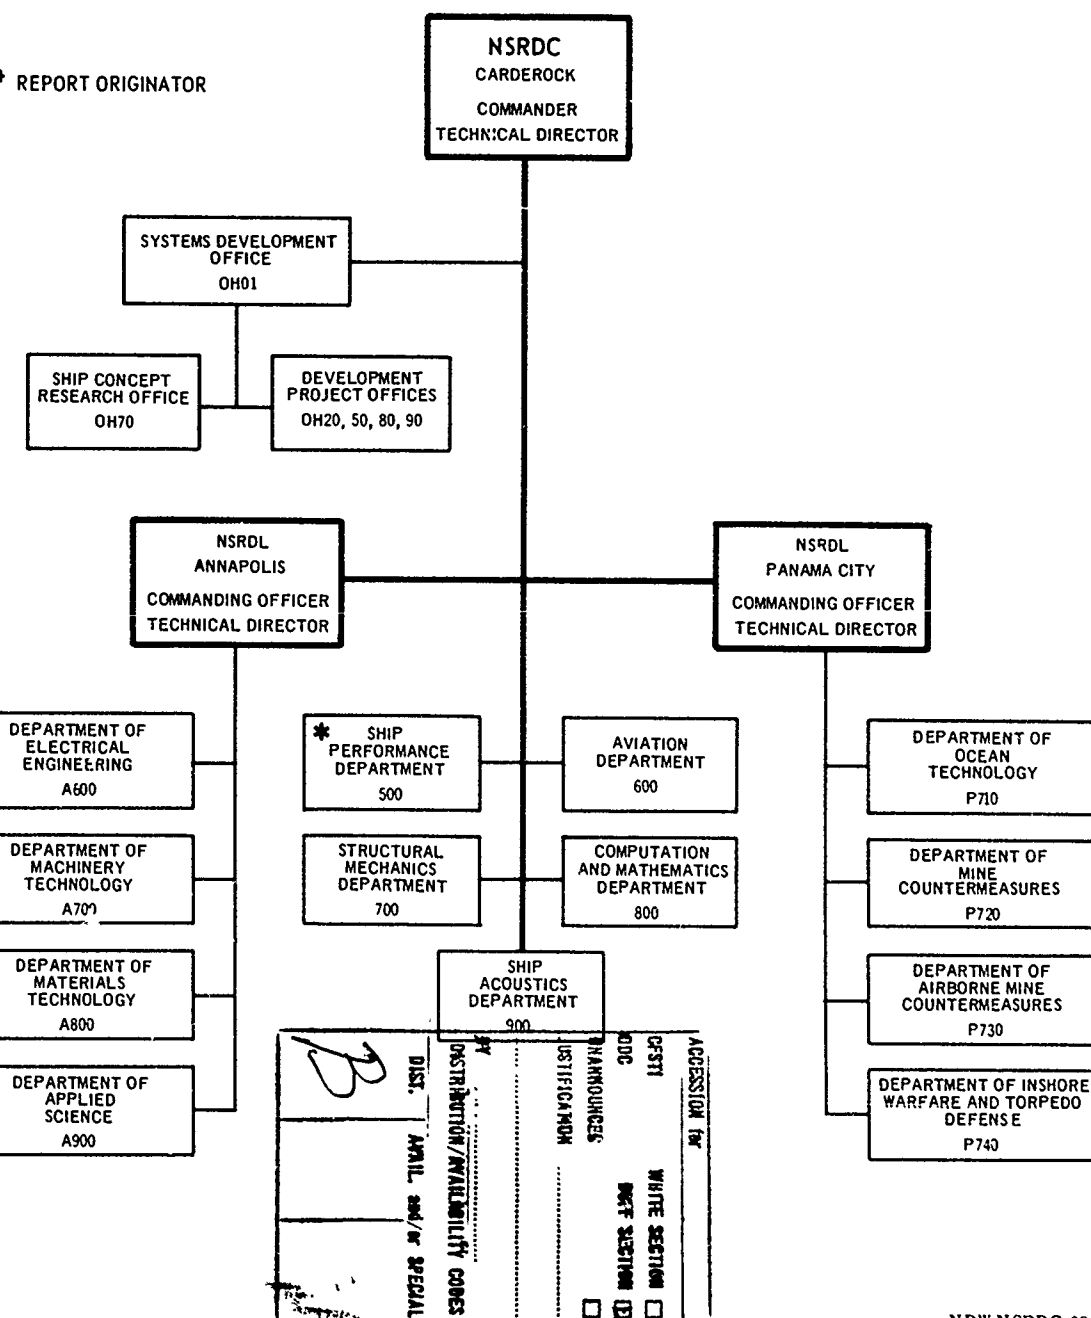 * REPORT ORIGINATOR
NSRDC
CARDEROCK
COMMANDER
TECHNICAL DIRECTOR
SYSTEMS DEVELOPMENT
OFFICE
OH01
SHIP CONCEPT
RESEARCH OFFICE
OH70
DEVELOPMENT
PROJECT OFFICES
OH20, 50, 80, 90
NSRDL
ANNAPOLIS
COMMANDING OFFICER
TECHNICAL DIRECTOR
NSRDL
PANAMA CITY
COMMANDING OFFICER
TECHNICAL DIRECTOR
DEPARTMENT OF
ELECTRICAL
ENGINEERING
A600
* SHIP
PERFORMANCE
DEPARTMENT
500
AVIATION
DEPARTMENT
600
DEPARTMENT OF
OCEAN
TECHNOLOGY
P710
DEPARTMENT OF
MACHINERY
TECHNOLOGY
A700
STRUCTURAL
MECHANICS
DEPARTMENT
700
COMPUTATION
AND MATHEMATICS
DEPARTMENT
800
DEPARTMENT OF
MINE
COUNTERMEASURES
P720
DEPARTMENT OF
MATERIALS
TECHNOLOGY
A800
SHIP
ACOUSTICS
DEPARTMENT
900
DEPARTMENT OF
AIRBORNE MINE
COUNTERMEASURES
P730
DEPARTMENT OF
APPLIED
SCIENCE
A900
DEPARTMENT OF INSHORE
WARFARE AND TORPEDO
DEFENSE
P740
ACCESSION for
CFSTI WHITE SECTION
DDC BUFF SECTION
UNANNOUNCED
JUSTIFICATION
BY
DISTRIBUTION/AVAILABILITY CODES
DIST. AVAIL. and/or SPECIAL